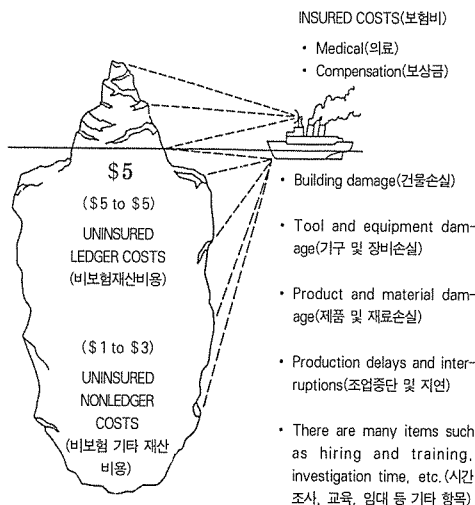 INSURED COSTS(보험비)
• Medical(의료)
• Compensation(보상금)
$5
($5 to $5)
UNINSURED
LEDGER COSTS
(비보험재산비용)
($1 to $3)
UNINSURED
NONLEDGER
COSTS
(비보험 기타 재산
비용)
• Building damage(건물손실)
• Tool and equipment dam-
age(기구 및 장비손실)
• Product and material dam-
age(제품 및 재료손실)
• Production delays and inter-
ruptions(조업중단 및 지연)
• There are many items such
as hiring and training,
investigation time, etc.(시간
조사, 교육, 임대 등 기타 항목)